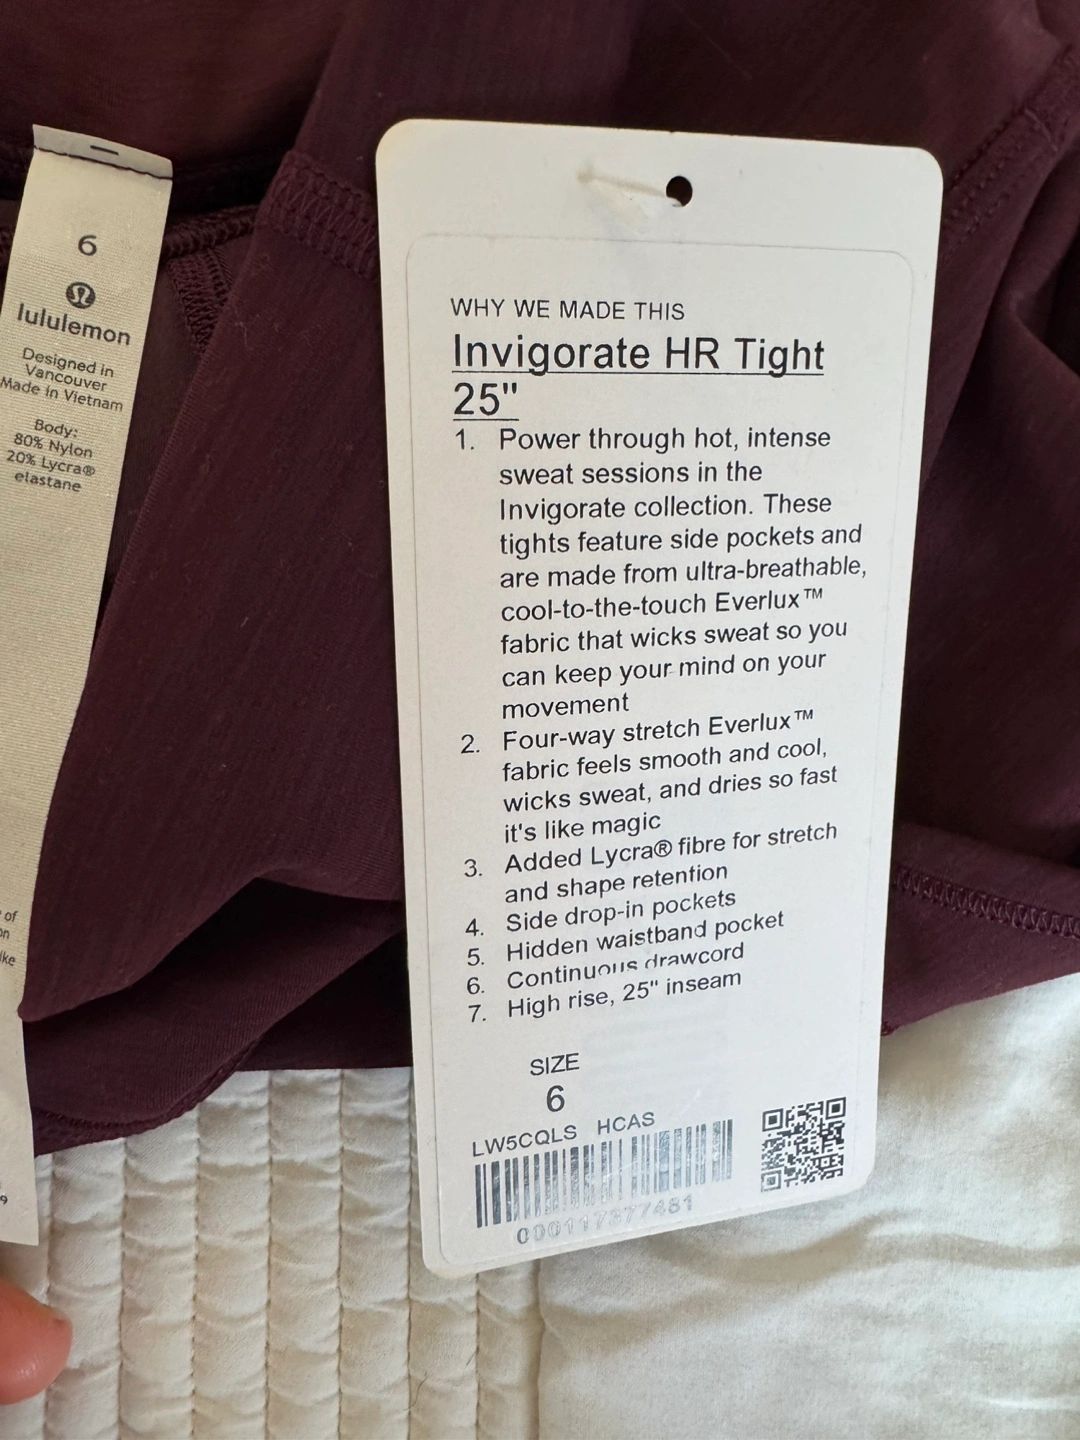 6
lululemon
Designed in
Vancouver
Made in Vietnam
Body:
80% Nylon
20% Lycra®
elastane
of
9
WHY WE MADE THIS
Invigorate HR Tight
25"
1. Power through hot, intense
sweat sessions in the
Invigorate collection. These
tights feature side pockets and
are made from ultra-breathable,
cool-to-the-touch Everlux™
fabric that wicks sweat so you
can keep your mind on your
movement
2. Four-way stretch Everlux™
fabric feels smooth and cool,
wicks sweat, and dries so fast
it's like magic
3. Added Lycra® fibre for stretch
and shape retention
4. Side drop-in pockets
5. Hidden waistband pocket
6. Continuous drawcord
7. High rise, 25" inseam
SIZE
6
LW5CQLS HCAS
000117377481